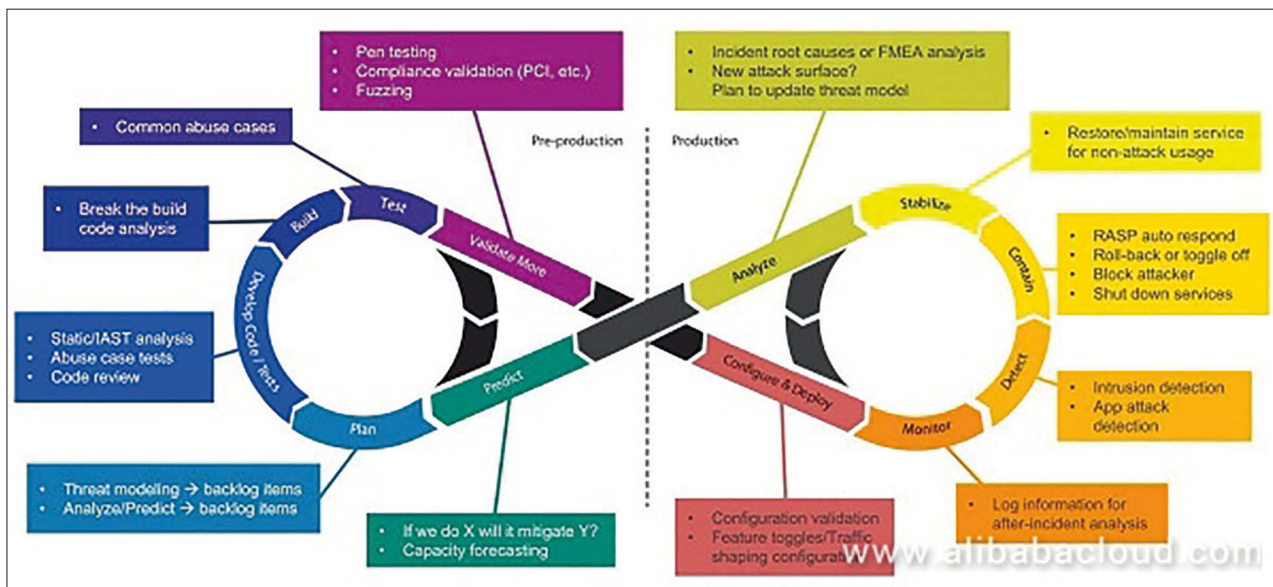 • Pen testing
• Compliance validation (PCI, etc.)
• Fuzzing
• Incident root causes or FMEA analysis
• New attack surface?
Plan to update threat model
• Common abuse cases
Pre-production
Production
• Restore/maintain service
for non-attack usage
• Break the build
code analysis
Build
Test
Validate More
Analyze
Stabilize
• RASP auto respond
• Roll-back or toggle off
• Block attacker
• Shut down services
Contain
Develop Code / Tests
• Static/IAST analysis
• Abuse case tests
• Code review
Plan
Predict
Configure & Deploy
Monitor
Detect
• Intrusion detection
• App attack
detection
• Threat modeling → backlog items
• Analyze/Predict → backlog items
• If we do X will it mitigate Y?
• Capacity forecasting
• Configuration validation
• Feature toggles/Traffic
shaping configuration
• Log information for
after-incident analysis
www.alibabacloud.com